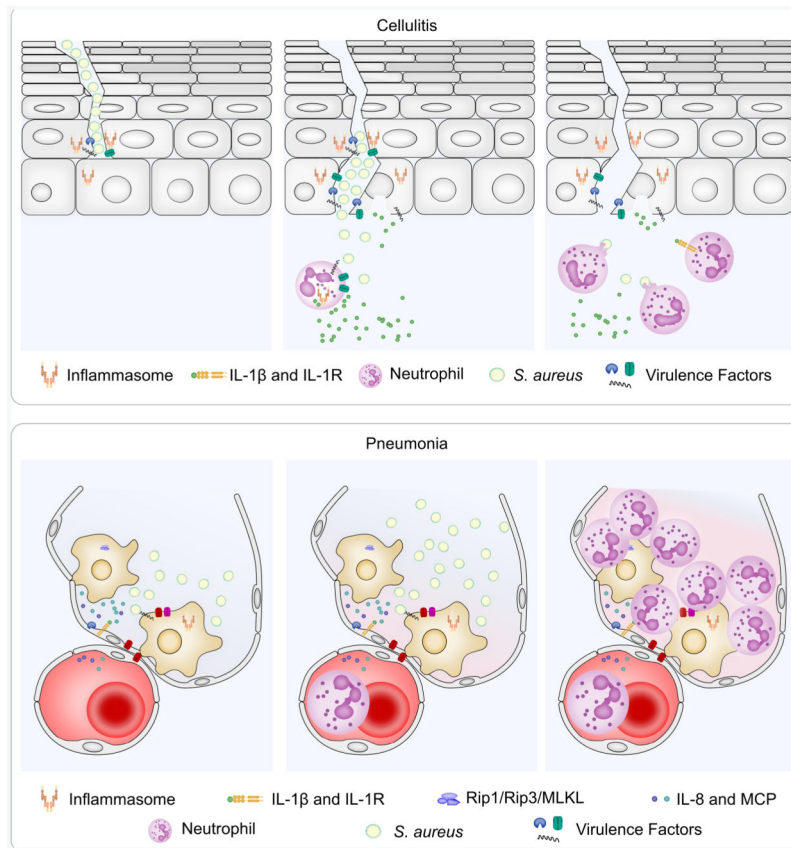 Cellulitis
Inflammasome IL-1β and IL-1R Neutrophil S. aureus Virulence Factors
Pneumonia
Inflammasome IL-1β and IL-1R Rip1/Rip3/MLKL IL-8 and MCP
Neutrophil S. aureus Virulence Factors